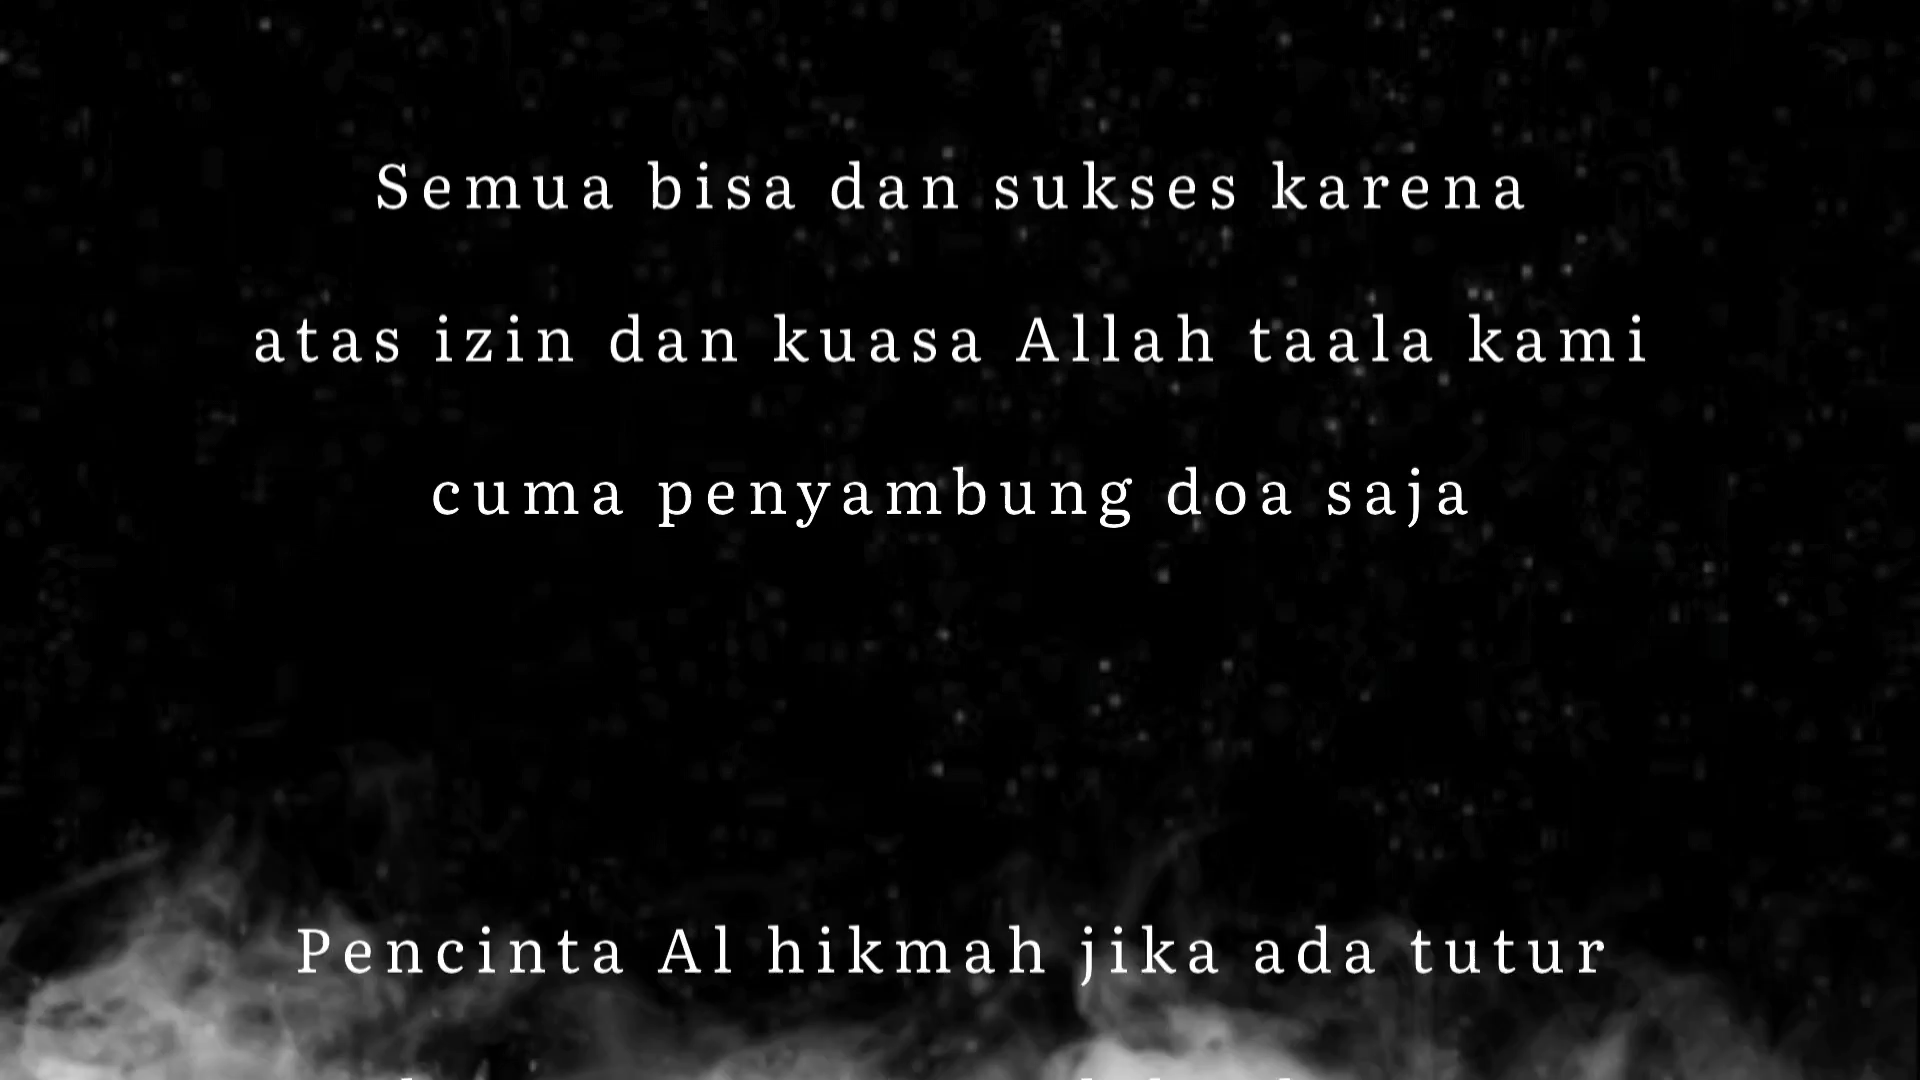 Semua bisa dan sukses karena
atas izin dan kuasa Allah taala kami
cuma penyambung doa saja
Pencinta Al hikmah jika ada tutur